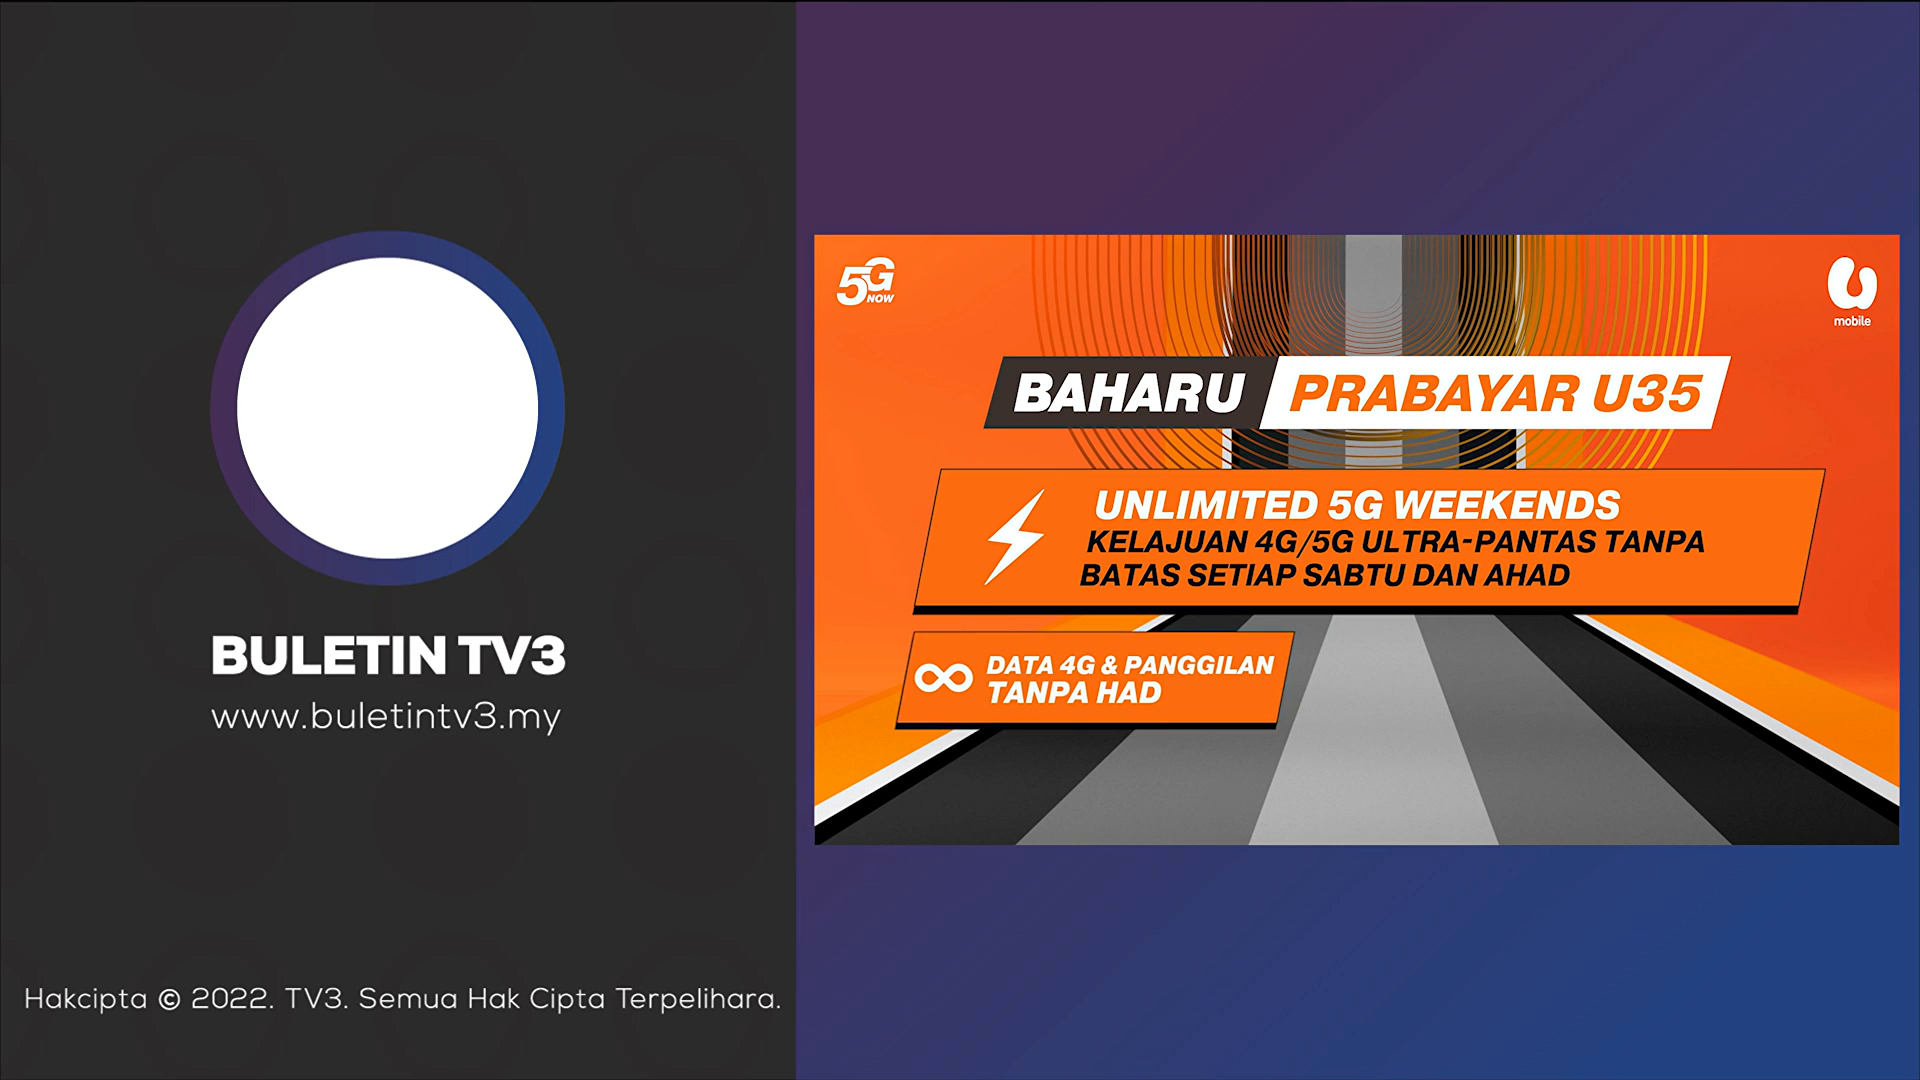 BULETIN TV3
www.buletintv3.my
Hakcipta © 2022. TV3. Semua Hak Cipta Terpelihara.
5G
NOW
mobile
BAHARU PRABAYAR U35
UNLIMITED 5G WEEKENDS
KELAJUAN 4G/5G ULTRA-PANTAS TANPA
BATAS SETIAP SABTU DAN AHAD
DATA 4G & PANGGILAN
TANPA HAD